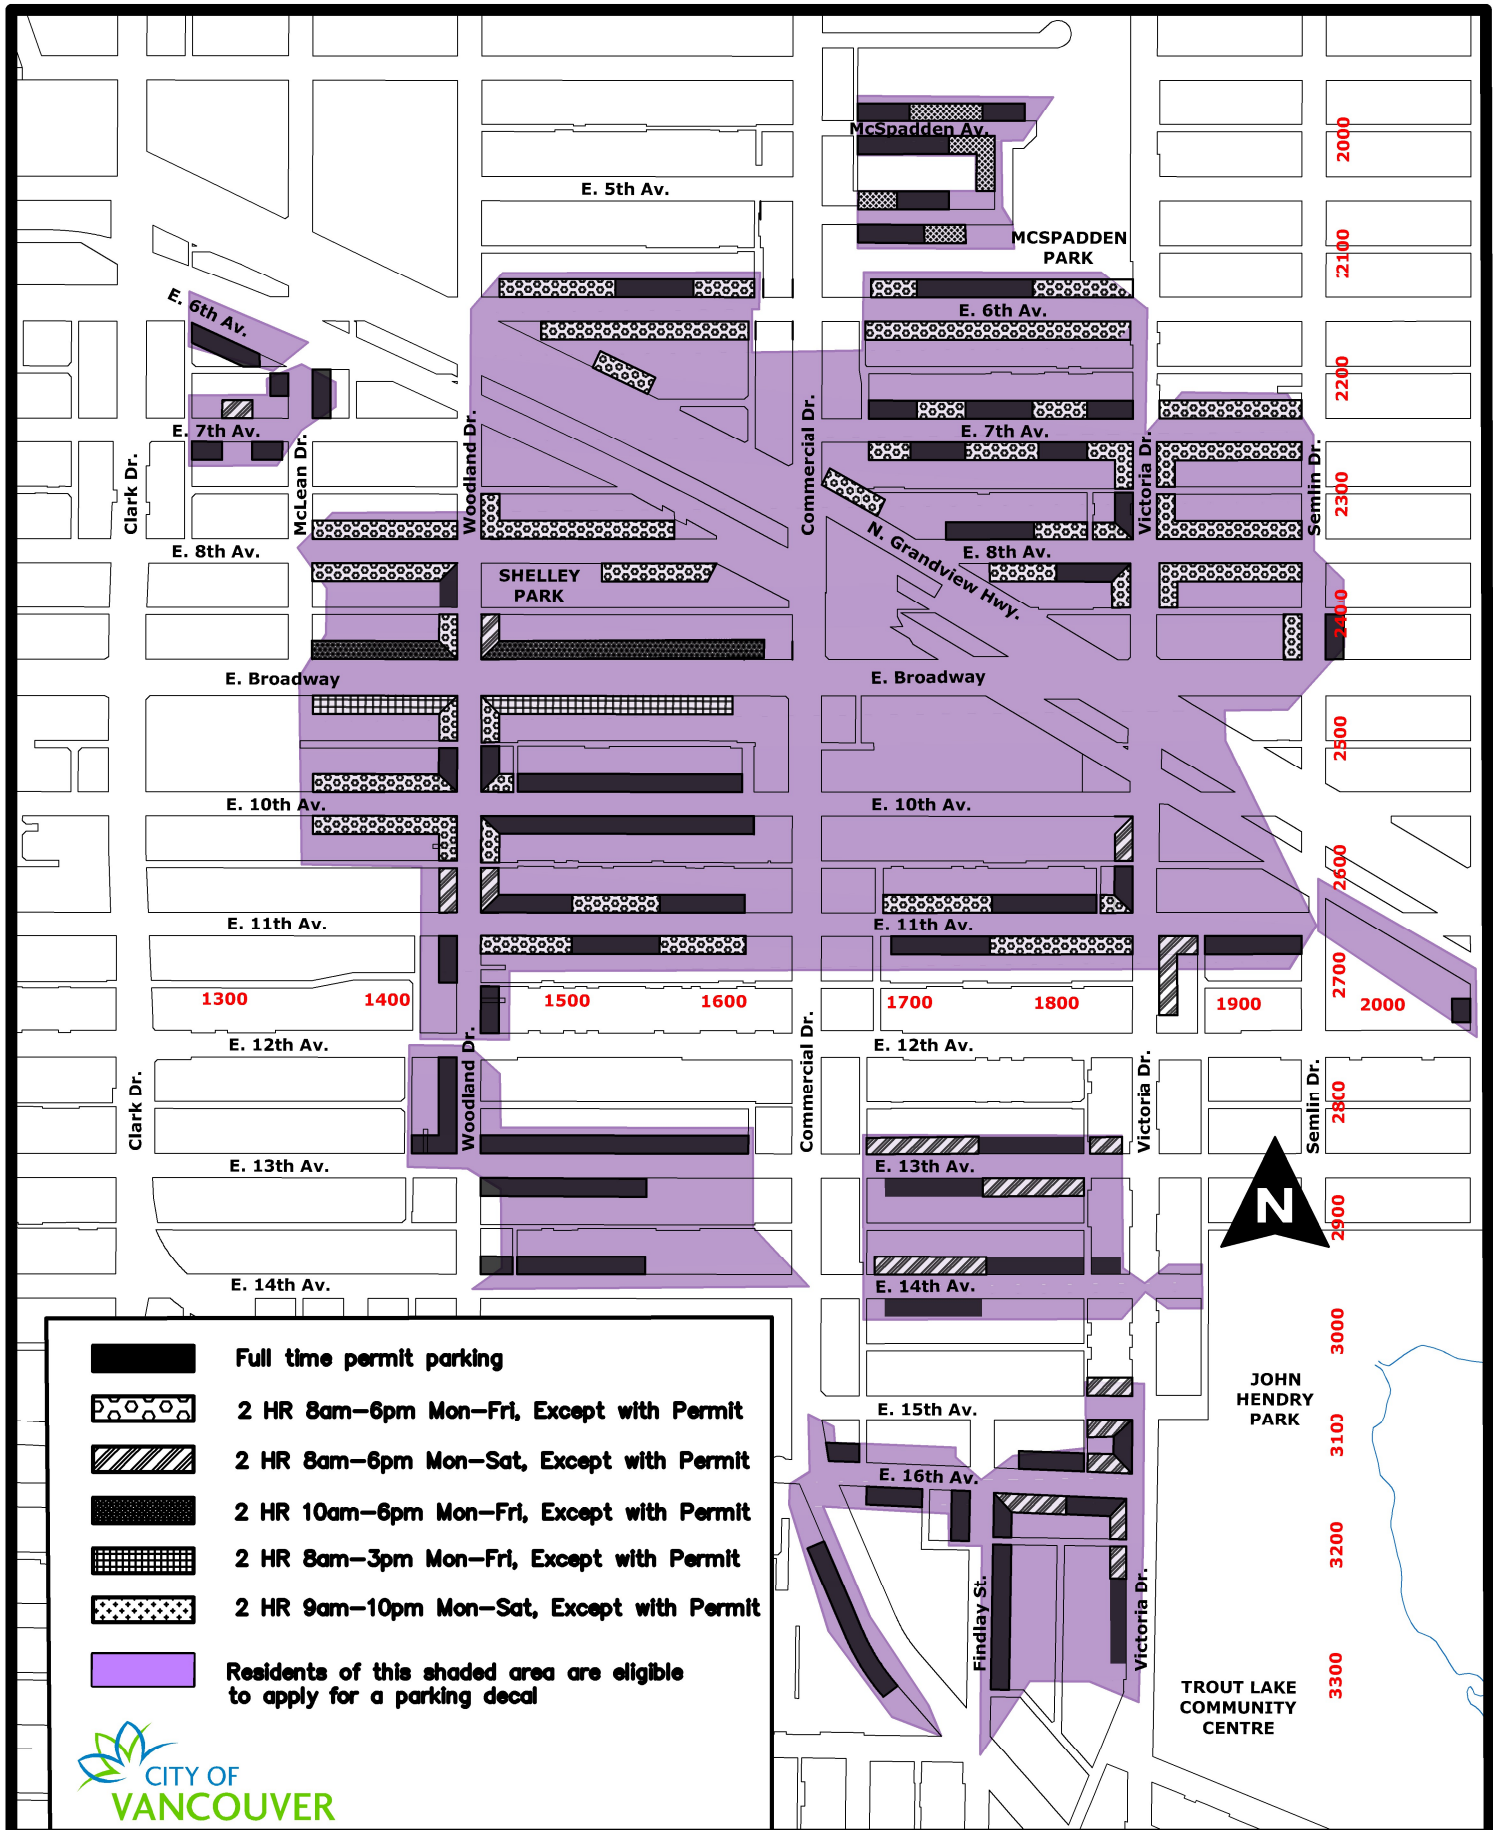 McSpadden Av.
2000
E. 5th Av.
MCSPADDEN
PARK
2100
E. 6th Av.
E. 6th Av.
2200
E. 7th Av.
E. 7th Av.
Clark Dr.
McLean Dr.
Woodland Dr.
Commercial Dr.
Victoria Dr.
Semlin Dr.
2300
E. 8th Av.
N. Grandview Hwy.
E. 8th Av.
SHELLEY
PARK
2400
E. Broadway
E. Broadway
2500
E. 10th Av.
E. 10th Av.
2600
E. 11th Av.
E. 11th Av.
2700
1300
1400
1500
1600
1700
1800
1900
2000
E. 12th Av.
E. 12th Av.
Clark Dr.
Woodland Dr.
Commercial Dr.
Victoria Dr.
Semlin Dr.
2800
E. 13th Av.
E. 13th Av.
N
2900
E. 14th Av.
E. 14th Av.
3000
JOHN
HENDRY
PARK
E. 15th Av.
3100
E. 16th Av.
3200
Findlay St.
Victoria Dr.
3300
TROUT LAKE
COMMUNITY
CENTRE
Full time permit parking
2 HR 8am-6pm Mon-Fri, Except with Permit
2 HR 8am-6pm Mon-Sat, Except with Permit
2 HR 10am-6pm Mon-Fri, Except with Permit
2 HR 8am-3pm Mon-Fri, Except with Permit
2 HR 9am-10pm Mon-Sat, Except with Permit
Residents of this shaded area are eligible
to apply for a parking decal
CITY OF
VANCOUVER